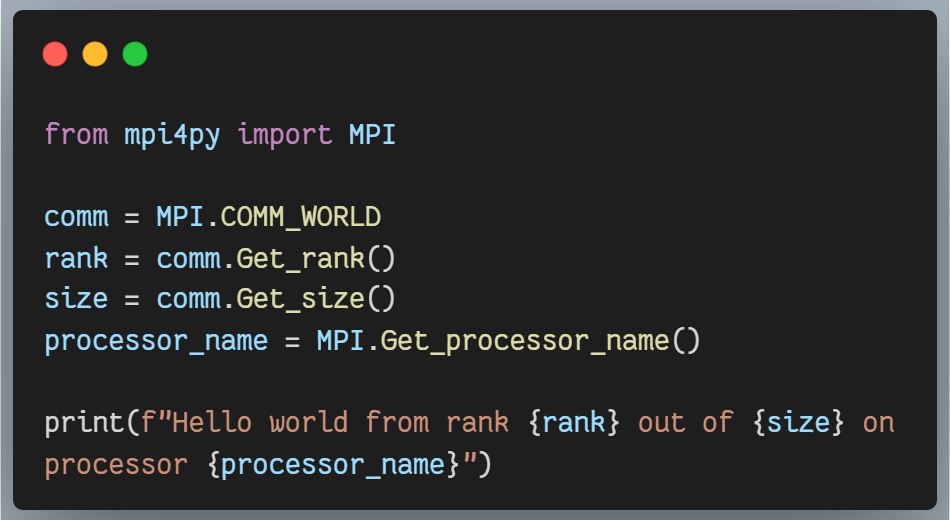 from mpi4py import MPI
comm = MPI.COMM_WORLD
rank = comm.Get_rank()
size = comm.Get_size()
processor_name = MPI.Get_processor_name()
print(f"Hello world from rank {rank} out of {size} on
processor {processor_name}")